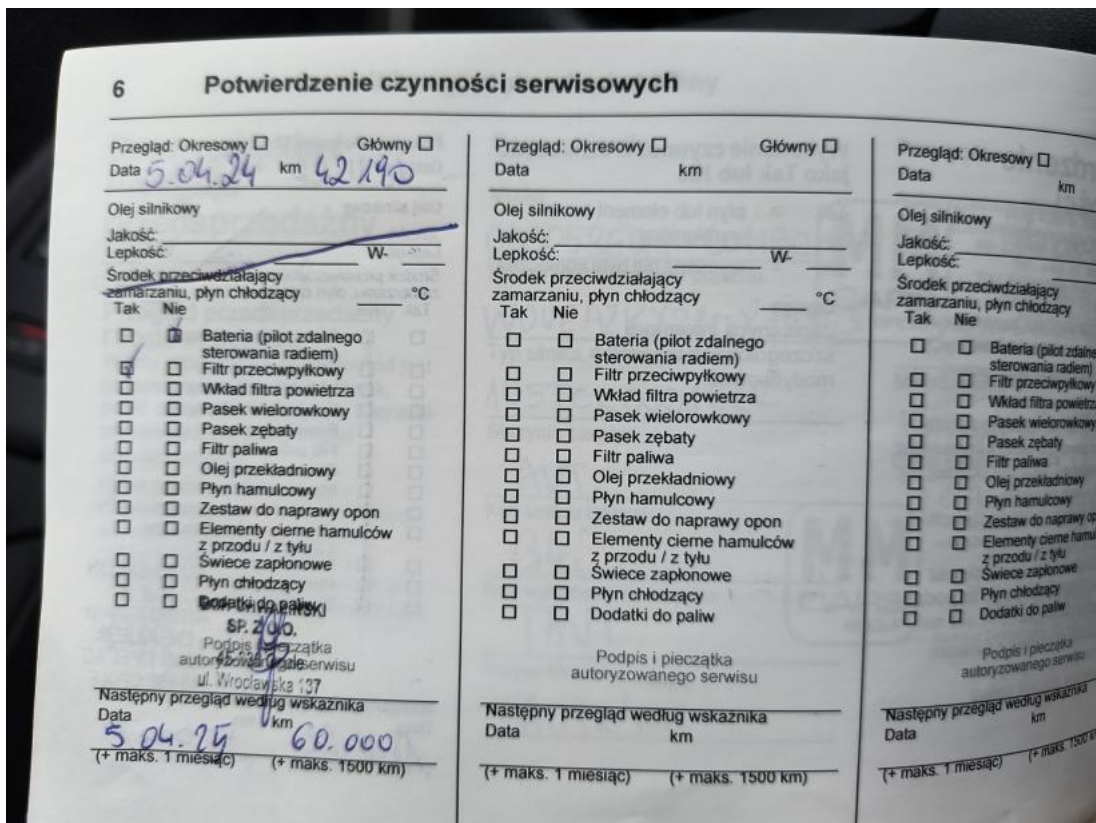 6 Potwierdzenie czynności serwisowych
Przegląd: Okresowy ☐ Główny ☐
Data 5.04.24 km 42190
Olej silnikowy
Jakość:
Lepkość: W-
Środek przeciwdziałający
zamarzaniu, płyn chłodzący °C
Tak Nie
Bateria (pilot zdalnego
sterowania radiem)
Filtr przeciwpyłkowy
Wkład filtra powietrza
Pasek wielorowkowy
Pasek zębaty
Filtr paliwa
Olej przekładniowy
Płyn hamulcowy
Zestaw do naprawy opon
Elementy cierne hamulców
z przodu / z tyłu
Świece zapłonowe
Płyn chłodzący
Dodatki do paliw
SP. Z O.O.
Podpis i pieczątka
autoryzowanego serwisu
ul. Wrocławska 137
Następny przegląd według wskaźnika
Data km
5 04. 25 60.000
(+ maks. 1 miesiąc) (+ maks. 1500 km)
Przegląd: Okresowy ☐ Główny ☐
Data km
Olej silnikowy
Jakość:
Lepkość: W-
Środek przeciwdziałający
zamarzaniu, płyn chłodzący °C
Tak Nie
Bateria (pilot zdalnego
sterowania radiem)
Filtr przeciwpyłkowy
Wkład filtra powietrza
Pasek wielorowkowy
Pasek zębaty
Filtr paliwa
Olej przekładniowy
Płyn hamulcowy
Zestaw do naprawy opon
Elementy cierne hamulców
z przodu / z tyłu
Świece zapłonowe
Płyn chłodzący
Dodatki do paliw
Podpis i pieczątka
autoryzowanego serwisu
Następny przegląd według wskaźnika
Data km
(+ maks. 1 miesiąc) (+ maks. 1500 km)
Przegląd: Okresowy ☐
Data km
Olej silnikowy
Jakość:
Lepkość:
Środek przeciwdziałający
zamarzaniu, płyn chłodzący
Tak Nie
Bateria (pilot zdalne
sterowania radiem)
Filtr przeciwpyłkowy
Wkład filtra powietrza
Pasek wielorowkowy
Pasek zębaty
Filtr paliwa
Olej przekładniowy
Płyn hamulcowy
Zestaw do naprawy op
Elementy cierne hamul
z przodu / z tyłu
Świece zapłonowe
Płyn chłodzący
Dodatki do paliw
Podpis i pieczątka
autoryzowanego serwisu
Następny przegląd według wskaźnika
Data km
(+ maks. 1 miesiąc) (+ maks. 1500 k